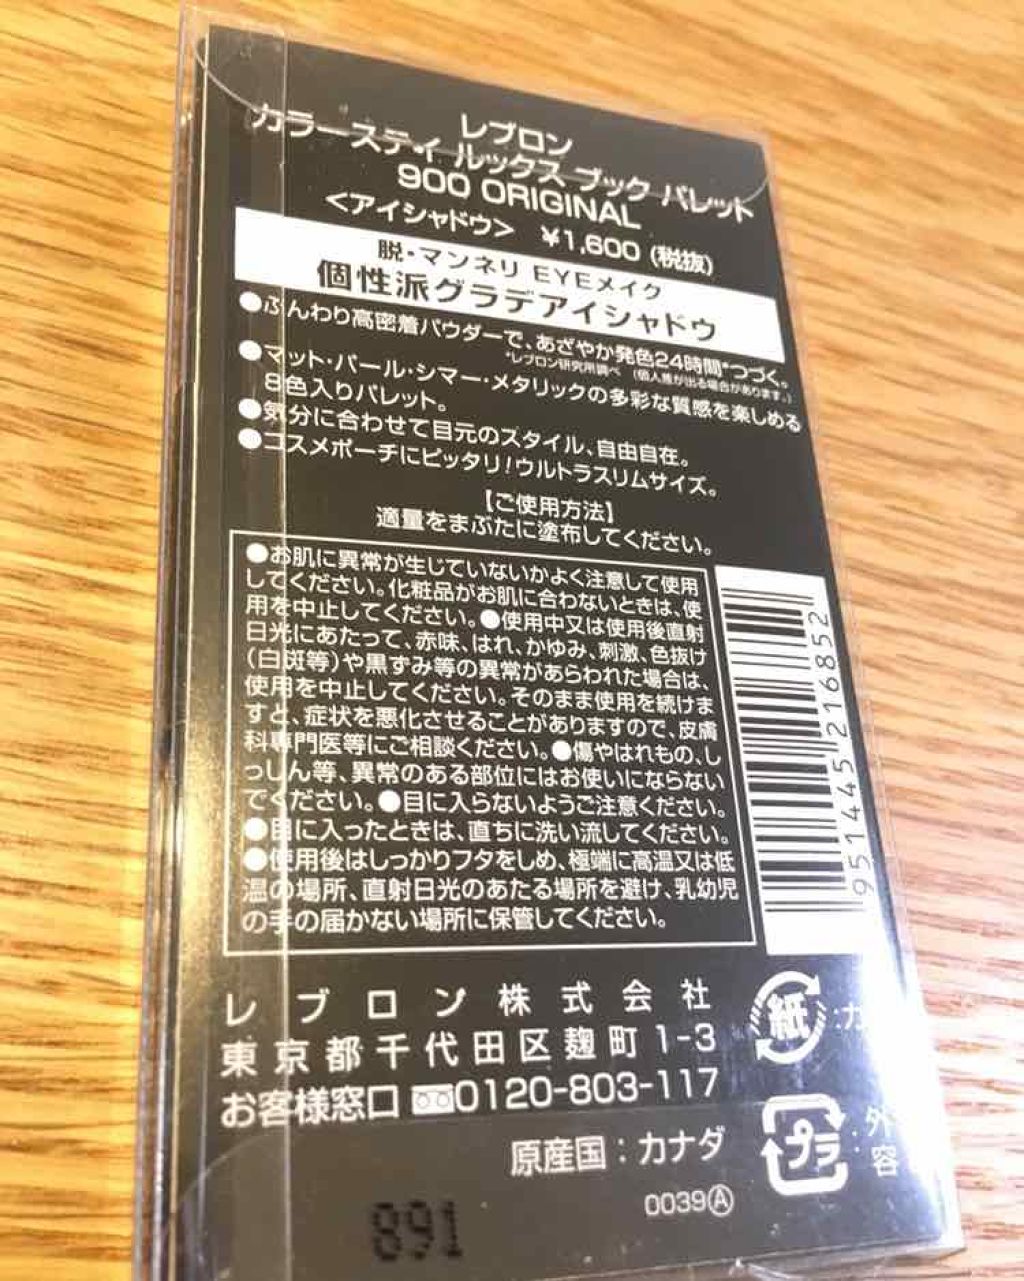 レブロン
カラーステイ ルックス ブック パレット
900 ORIGINAL
<アイシャドウ> ¥1,600 (税抜)
脱・マンネリ EYEメイク
個性派グラデアイシャドウ
●ふんわり高密着パウダーで、あざやか発色24時間*つづく。
*レブロン研究所調べ (個人差が出る場合があります。)
●マット・パール・シマー・メタリックの多彩な質感を楽しめる
8色入りパレット。
●気分に合わせて目元のスタイル、自由自在。
●コスメポーチにピッタリ!ウルトラスリムサイズ。
【ご使用方法】
適量をまぶたに塗布してください。
●お肌に異常が生じていないかよく注意して使用
してください。化粧品がお肌に合わないときは、使
用を中止してください。●使用中又は使用後直射
日光にあたって、赤味、はれ、かゆみ、刺激、色抜け
(白斑等)や黒ずみ等の異常があらわれた場合は、
使用を中止してください。そのまま使用を続けま
すと、症状を悪化させることがありますので、皮膚
科専門医等にご相談ください。●傷やはれもの、し
っしん等、異常のある部位にはお使いにならない
でください。●目に入らないようご注意ください。
●目に入ったときは、直ちに洗い流してください。
●使用後はしっかりフタをしめ、極端に高温又は低
温の場所、直射日光のあたる場所を避け、乳幼児
の手の届かない場所に保管してください。
9514445216852
レブロン株式会社
東京都千代田区麹町 1-3
お客様窓口 0120-803-117
原産国:カナダ
0039Ⓐ
紙:カ
プラ:外
容
891